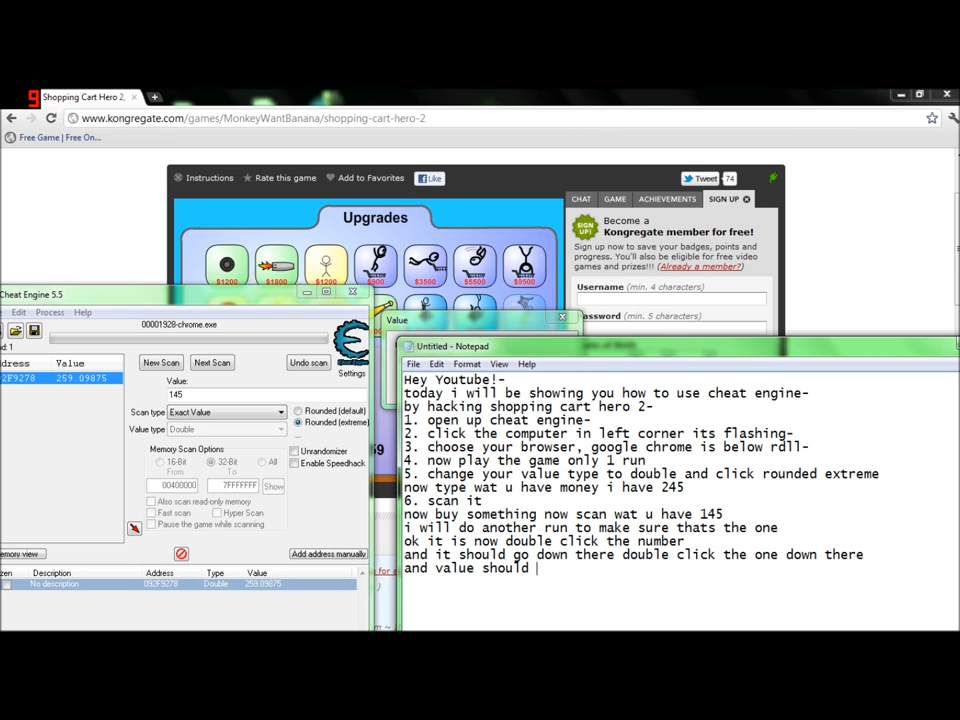 Shopping Cart Hero 2,
www.kongregate.com/games/MonkeyWantBanana/shopping-cart-hero-2
Free Game | Free On...
Instructions
Rate this game
Add to Favorites
Like
Tweet
74
CHAT
GAME
ACHIEVEMENTS
SIGN UP
Upgrades
SIGN UP!
Become a
Kongregate member for free!
Sign up now to save your badges, points and
progress. You'll also be eligible for free video
games and prizes!!! (Already a member?)
Username (min. 4 characters)
assword (min. 5 characters)
$1200
$1800
$1200
$900
$3500
$5500
$9500
Cheat Engine 5.5
Edit
Process
Help
00001928-chrome.exe
nd: 1
ddress
Value
92F9278
259.09875
New Scan
Next Scan
Undo scan
Settings
Value:
145
Scan type
Exact Value
Value type
Double
Rounded (default)
Rounded (extreme)
Memory Scan Options
16-Bit
32-Bit
All
From
To
00400000
7FFFFFFF
Show
Also scan read-only memory
Fast scan
Hyper Scan
Pause the game while scanning
Unrandomizer
Enable Speedhack
emory view
Add address manually
zen
Description
Address
Type
Value
No description
092F9278
Double
259.09875
Value
Untitled - Notepad
File
Edit
Format
View
Help
Hey Youtube!-
today i will be showing you how to use cheat engine-
by hacking shopping cart hero 2-
1. open up cheat engine-
2. click the computer in left corner its flashing-
3. choose your browser, google chrome is below rdll-
4. now play the game only 1 run
5. change your value type to double and click rounded extreme
now type wat u have money i have 245
6. scan it
now buy something now scan wat u have 145
i will do another run to make sure thats the one
ok it is now double click the number
and it should go down there double click the one down there
and value should